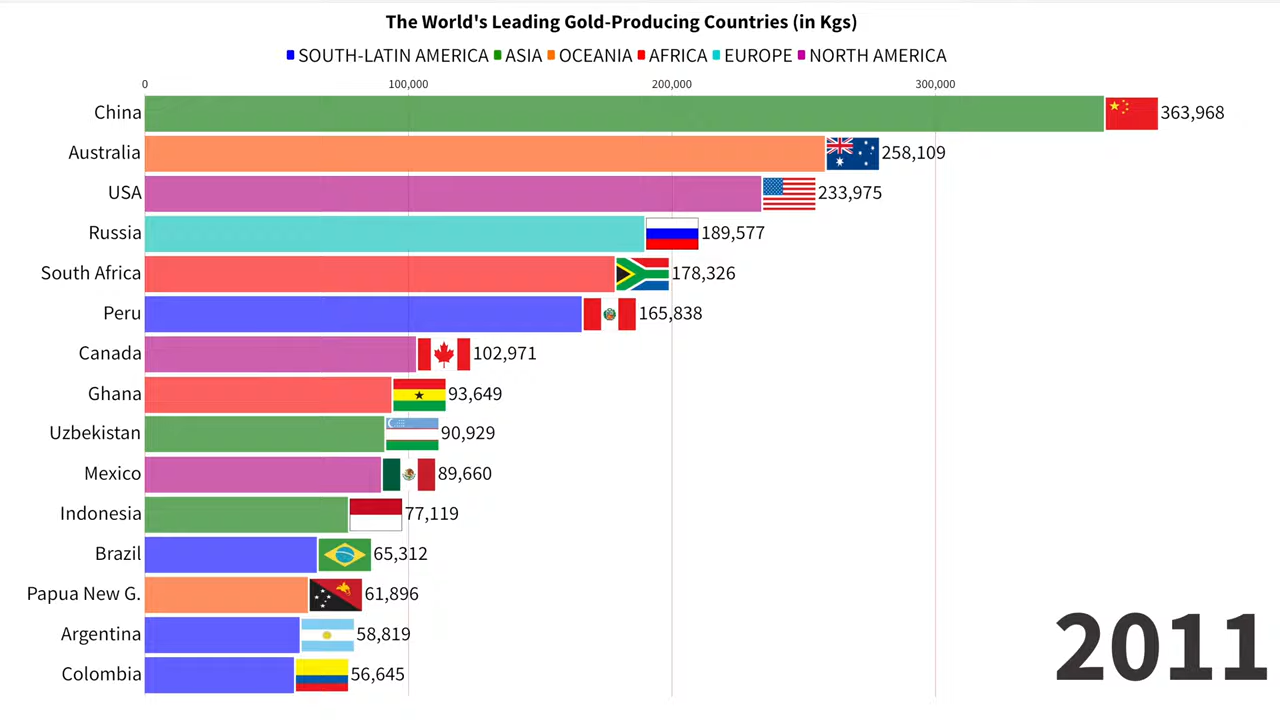 The World's Leading Gold-Producing Countries (in Kgs)
SOUTH-LATIN AMERICA ASIA OCEANIA AFRICA EUROPE NORTH AMERICA
0 100,000 200,000 300,000
China 363,968
Australia 258,109
USA 233,975
Russia 189,577
South Africa 178,326
Peru 165,838
Canada 102,971
Ghana 93,649
Uzbekistan 90,929
Mexico 89,660
Indonesia 77,119
Brazil 65,312
Papua New G. 61,896
Argentina 58,819
Colombia 56,645
2011